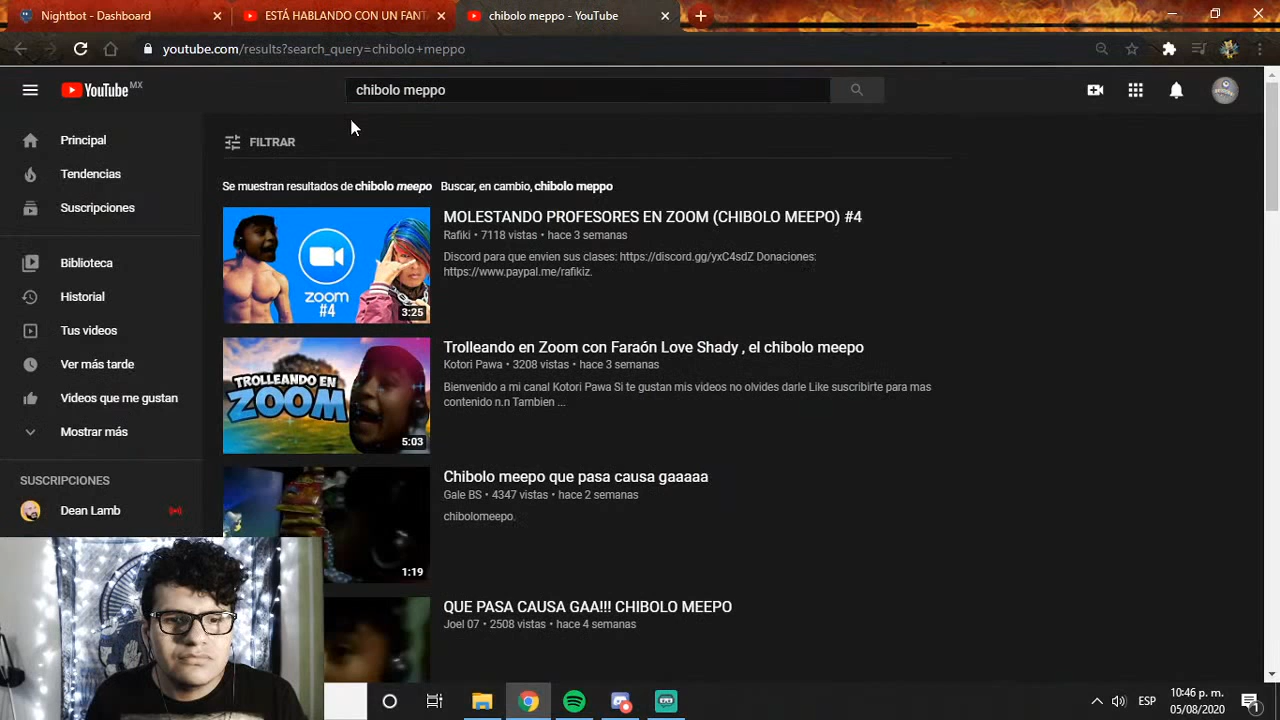 Nightbot - Dashboard
ESTÁ HABLANDO CON UN FANT
chibolo meppo - YouTube
youtube.com/results?search_query=chibolo+meppo
YouTube MX
chibolo meppo
Principal
Tendencias
Suscripciones
Biblioteca
Historial
Tus videos
Ver más tarde
Videos que me gustan
Mostrar más
SUSCRIPCIONES
Dean Lamb
FILTRAR
Se muestran resultados de chibolo meepo Buscar, en cambio, chibolo meppo
zoom
#4
3:25
MOLESTANDO PROFESORES EN ZOOM (CHIBOLO MEEPO) #4
Rafiki • 7118 vistas • hace 3 semanas
Discord para que envien sus clases: https://discord.gg/yxC4sdZ Donaciones:
https://www.paypal.me/rafikiz.
TROLLEANDO EN
ZOOM
5:03
Trolleando en Zoom con Faraón Love Shady , el chibolo meepo
Kotori Pawa • 3208 vistas • hace 3 semanas
Bienvenido a mi canal Kotori Pawa Si te gustan mis videos no olvides darle Like suscribirte para mas
contenido n.n Tambien ...
1:19
Chibolo meepo que pasa causa gaaaaa
Gale BS • 4347 vistas • hace 2 semanas
chibolomeepo.
QUE PASA CAUSA GAA!!! CHIBOLO MEEPO
Joel 07 • 2508 vistas • hace 4 semanas
ESP
10:46 p. m.
05/08/2020
1